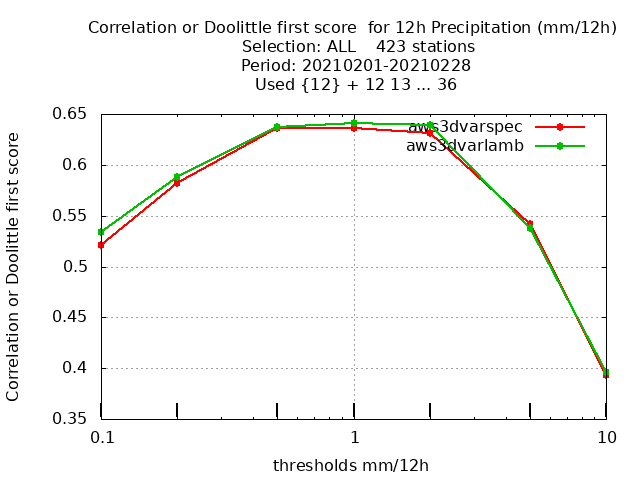 Correlation or Doolittle first score  for 12h Precipitation (mm/12h)
Selection: ALL    423 stations
Period: 20210201-20210228
Used {12} + 12 13 ... 36
aws3dvarspec
aws3dvarlamb
Correlation or Doolittle first score
0.65
0.6
0.55
0.5
0.45
0.4
0.35
0.1
1
10
thresholds mm/12h